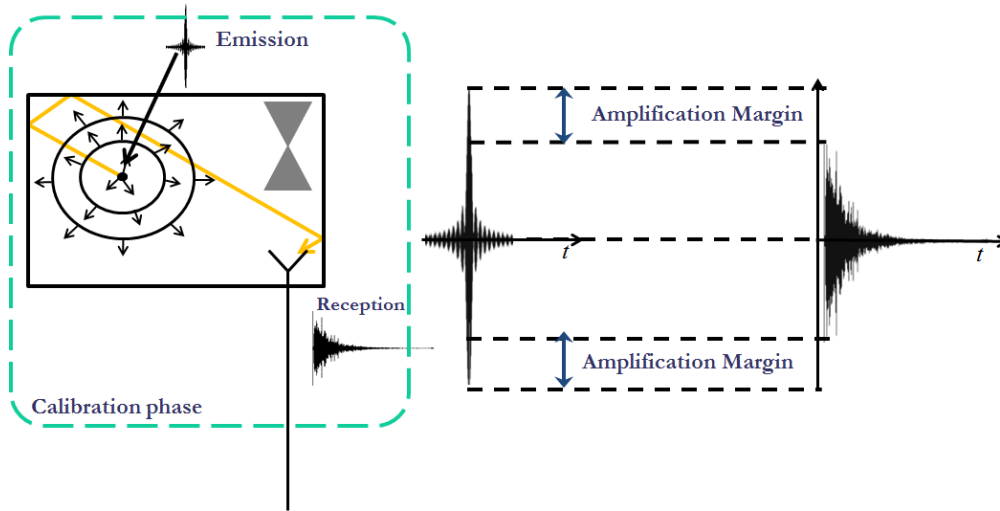 Emission
Amplification Margin
t
t
Reception
Amplification Margin
Calibration phase